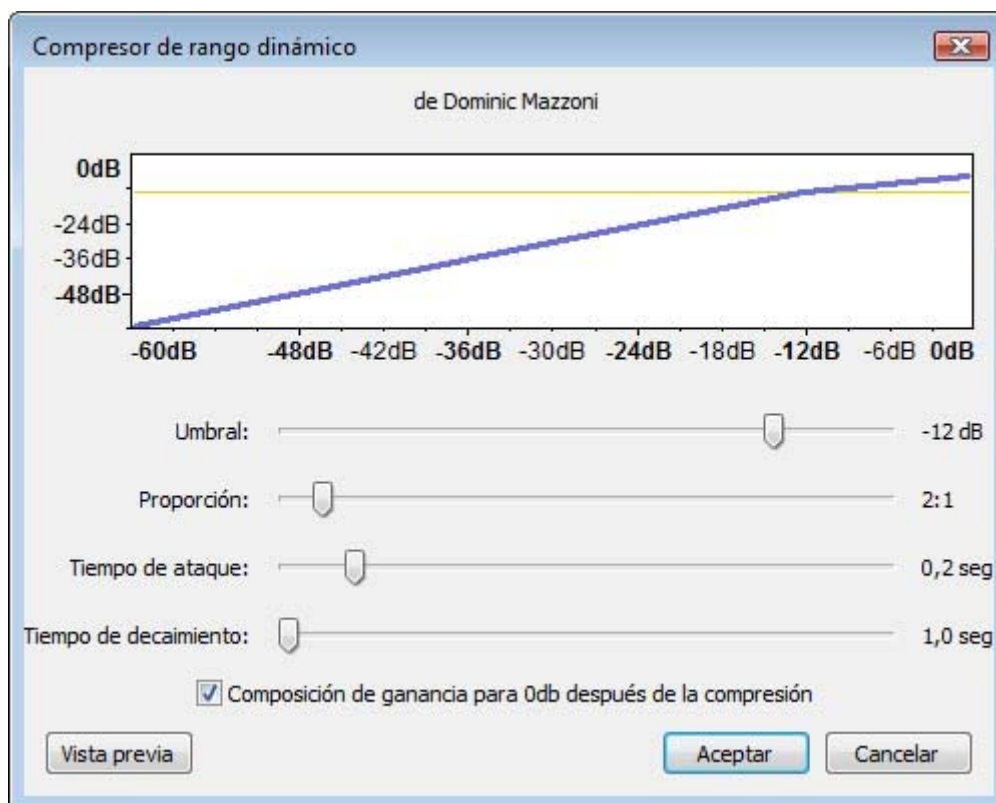 Compresor de rango dinámico
de Dominic Mazzoni
0dB
-24dB
-36dB
-48dB
-60dB -48dB -42dB -36dB -30dB -24dB -18dB -12dB -6dB 0dB
Umbral: -12 dB
Proporción: 2:1
Tiempo de ataque: 0,2 seg
Tiempo de decaimiento: 1,0 seg
Composición de ganancia para 0db después de la compresión
Vista previa Aceptar Cancelar